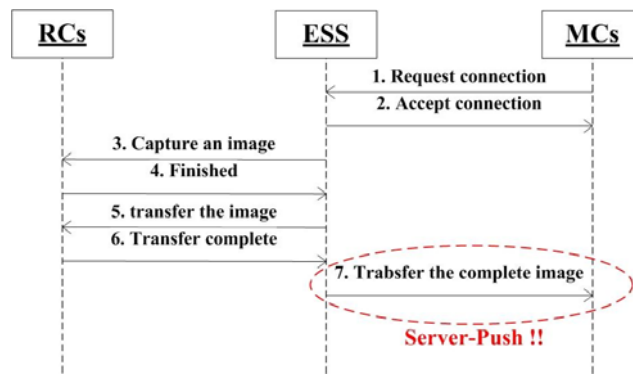 RCs
ESS
MCs
1. Request connection
2. Accept connection
3. Capture an image
4. Finished
5. transfer the image
6. Transfer complete
7. Trabsfer the complete image
Server-Push !!